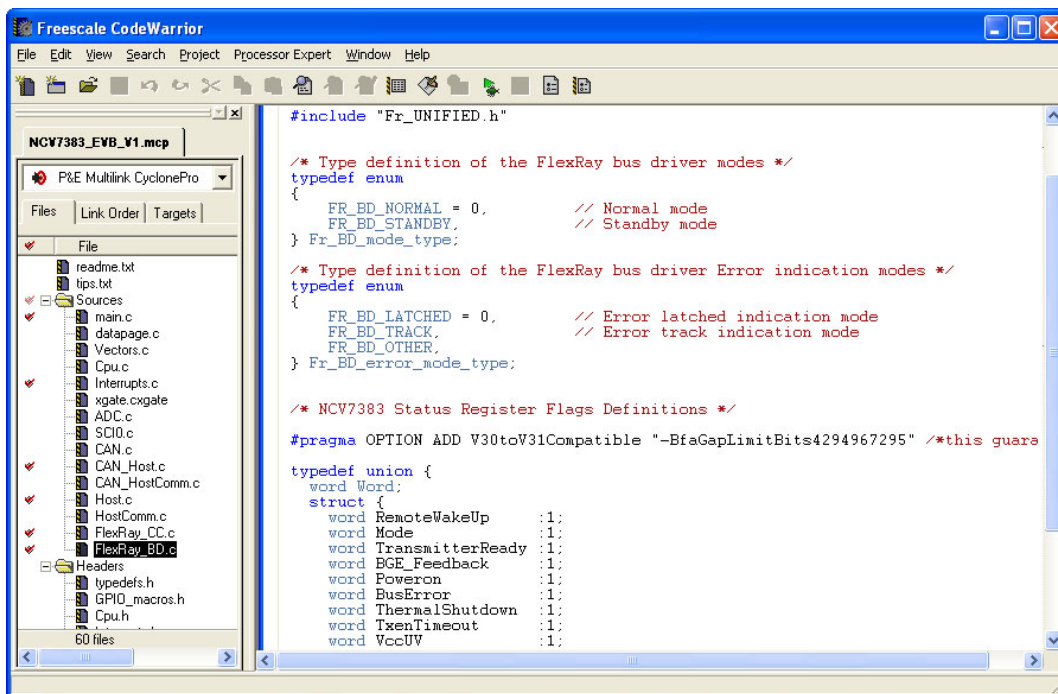 Freescale CodeWarrior
File Edit View Search Project Processor Expert Window Help
NCV7383_EVB_V1.mcp
P&E Multilink CyclonePro
Files Link Order Targets
File
readme.txt
tips.txt
Sources
main.c
datapage.c
Vectors.c
Cpu.c
Interrupts.c
xgate.cxgate
ADC.c
SCI0.c
CAN.c
CAN_Host.c
CAN_HostComm.c
Host.c
HostComm.c
FlexRay_CC.c
FlexRay_BD.c
Headers
typedefs.h
GPIO_macros.h
Cpu.h
60 files
#include "Fr_UNIFIED.h"
/* Type definition of the FlexRay bus driver modes */
typedef enum
{
FR_BD_NORMAL = 0, // Normal mode
FR_BD_STANDBY, // Standby mode
} Fr_BD_mode_type;
/* Type definition of the FlexRay bus driver Error indication modes */
typedef enum
{
FR_BD_LATCHED = 0, // Error latched indication mode
FR_BD_TRACK, // Error track indication mode
FR_BD_OTHER,
} Fr_BD_error_mode_type;
/* NCV7383 Status Register Flags Definitions */
#pragma OPTION ADD V30toV31Compatible "-BfaGapLimitBits4294967295" /*this guara
typedef union {
word Word;
struct {
word RemoteWakeUp :1;
word Mode :1;
word TransmitterReady :1;
word BGE_Feedback :1;
word Poweron :1;
word BusError :1;
word ThermalShutdown :1;
word TxenTimeout :1;
word VccUV :1;